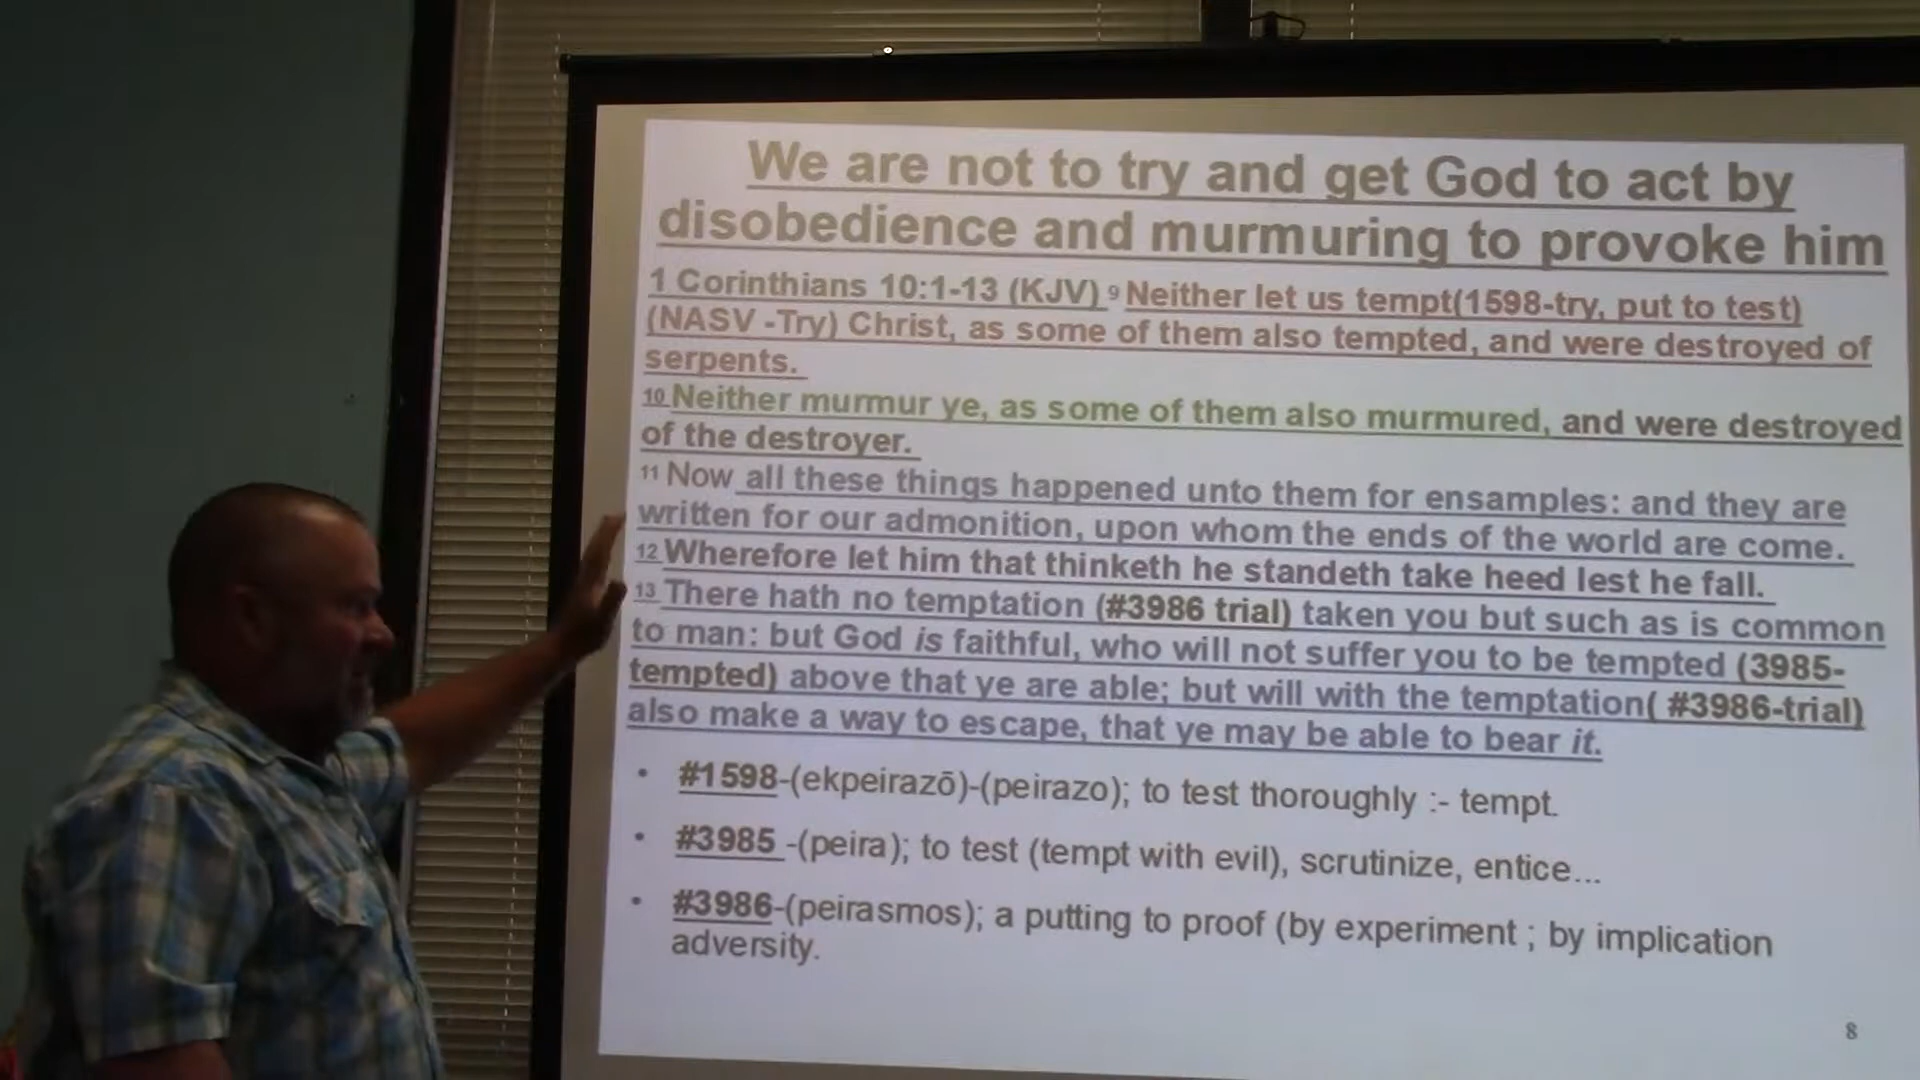 We are not to try and get God to act by
disobedience and murmuring to provoke him
1 Corinthians 10:1-13 (KJV) 9 Neither let us tempt(1598-try, put to test)
(NASV -Try) Christ, as some of them also tempted, and were destroyed of
serpents.
10 Neither murmur ye, as some of them also murmured, and were destroyed
of the destroyer.
11 Now all these things happened unto them for ensamples: and they are
written for our admonition, upon whom the ends of the world are come.
12 Wherefore let him that thinketh he standeth take heed lest he fall.
13 There hath no temptation (#3986 trial) taken you but such as is common
to man: but God is faithful, who will not suffer you to be tempted (3985-
tempted) above that ye are able; but will with the temptation( #3986-trial)
also make a way to escape, that ye may be able to bear it.
• #1598-(ekpeirazō)-(peirazo); to test thoroughly :- tempt.
• #3985 -(peira); to test (tempt with evil), scrutinize, entice...
• #3986-(peirasmos); a putting to proof (by experiment ; by implication
adversity.
8